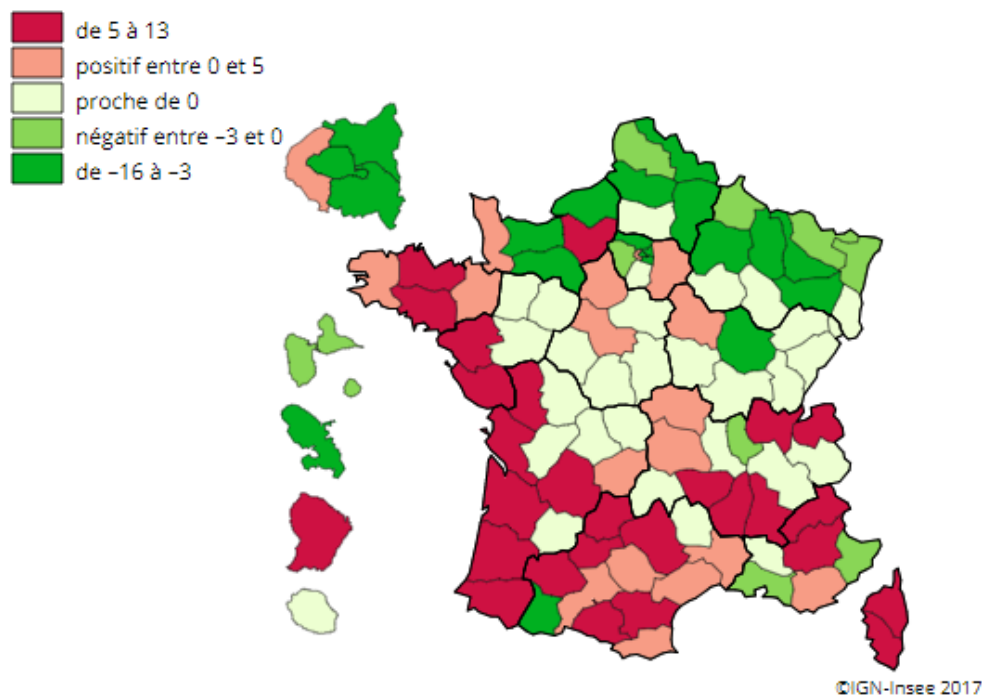 de 5 à 13
positif entre 0 et 5
proche de 0
négatif entre –3 et 0
de –16 à –3
©IGN-Insee 2017